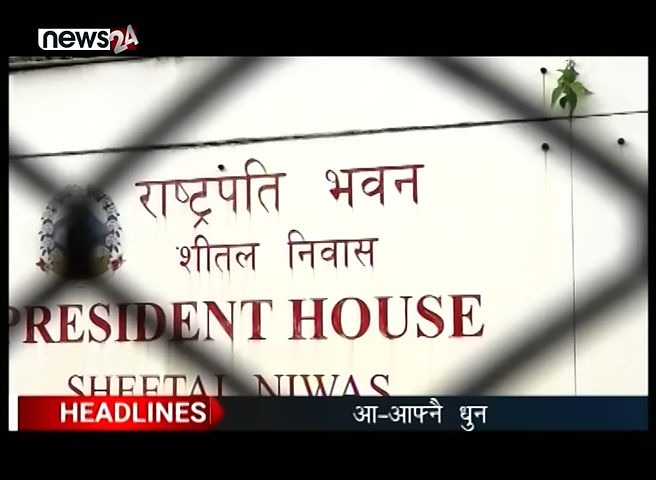 news24
राष्ट्रपति भवन
शीतल निवास
PRESIDENT HOUSE
SHEETAL NIWAS
HEADLINES
आ-आफ्नै धुन